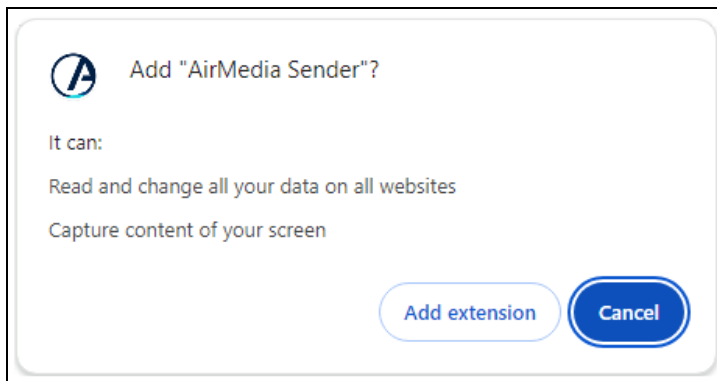 Add "AirMedia Sender"?
It can:
Read and change all your data on all websites
Capture content of your screen
Add extension
Cancel